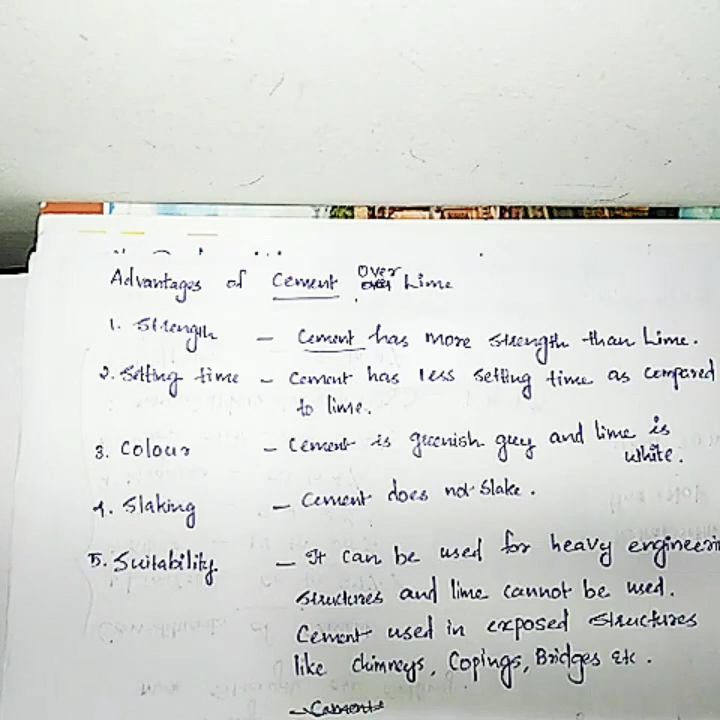 Advantages of Cement Over Lime
1. Strength – Cement has more strength than Lime.
2. Setting time – Cement has less setting time as compared
to lime.
3. Colour – Cement is greenish grey and lime is
white.
4. Slaking – Cement does not slake.
5. Suitability. – It can be used for heavy engineerin
structures and lime cannot be used.
Cement used in exposed structures
like chimneys, Copings, Bridges Etc.